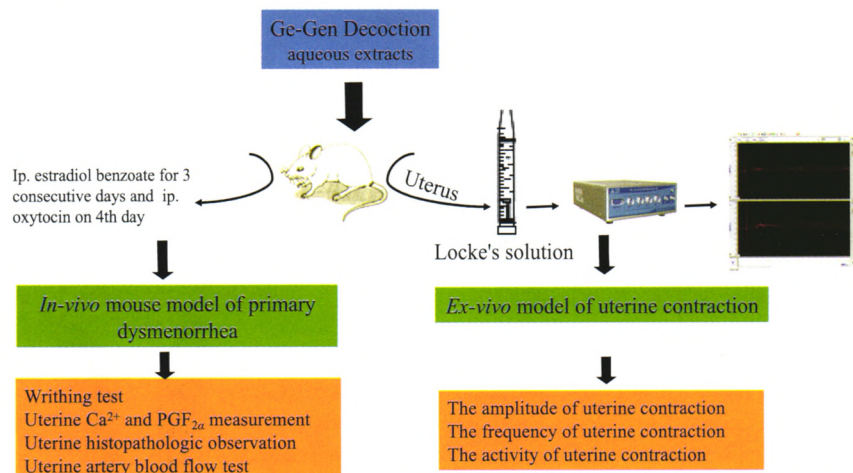 Ge-Gen Decoction
aqueous extracts
Ip. estradiol benzoate for 3
consecutive days and ip.
oxytocin on 4th day
Uterus
Locke's solution
In-vivo mouse model of primary
dysmenorrhea
Ex-vivo model of uterine contraction
Writhing test
Uterine Ca²⁺ and PGF₂α measurement
Uterine histopathologic observation
Uterine artery blood flow test
The amplitude of uterine contraction
The frequency of uterine contraction
The activity of uterine contraction